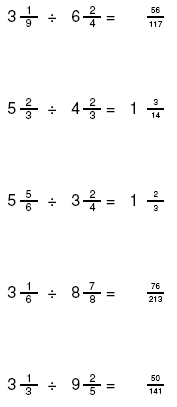 3 1/9 ÷ 6 2/4 = 56/117
5 2/3 ÷ 4 2/3 = 1 3/14
5 5/6 ÷ 3 2/4 = 1 2/3
3 1/6 ÷ 8 7/8 = 76/213
3 1/3 ÷ 9 2/5 = 50/141